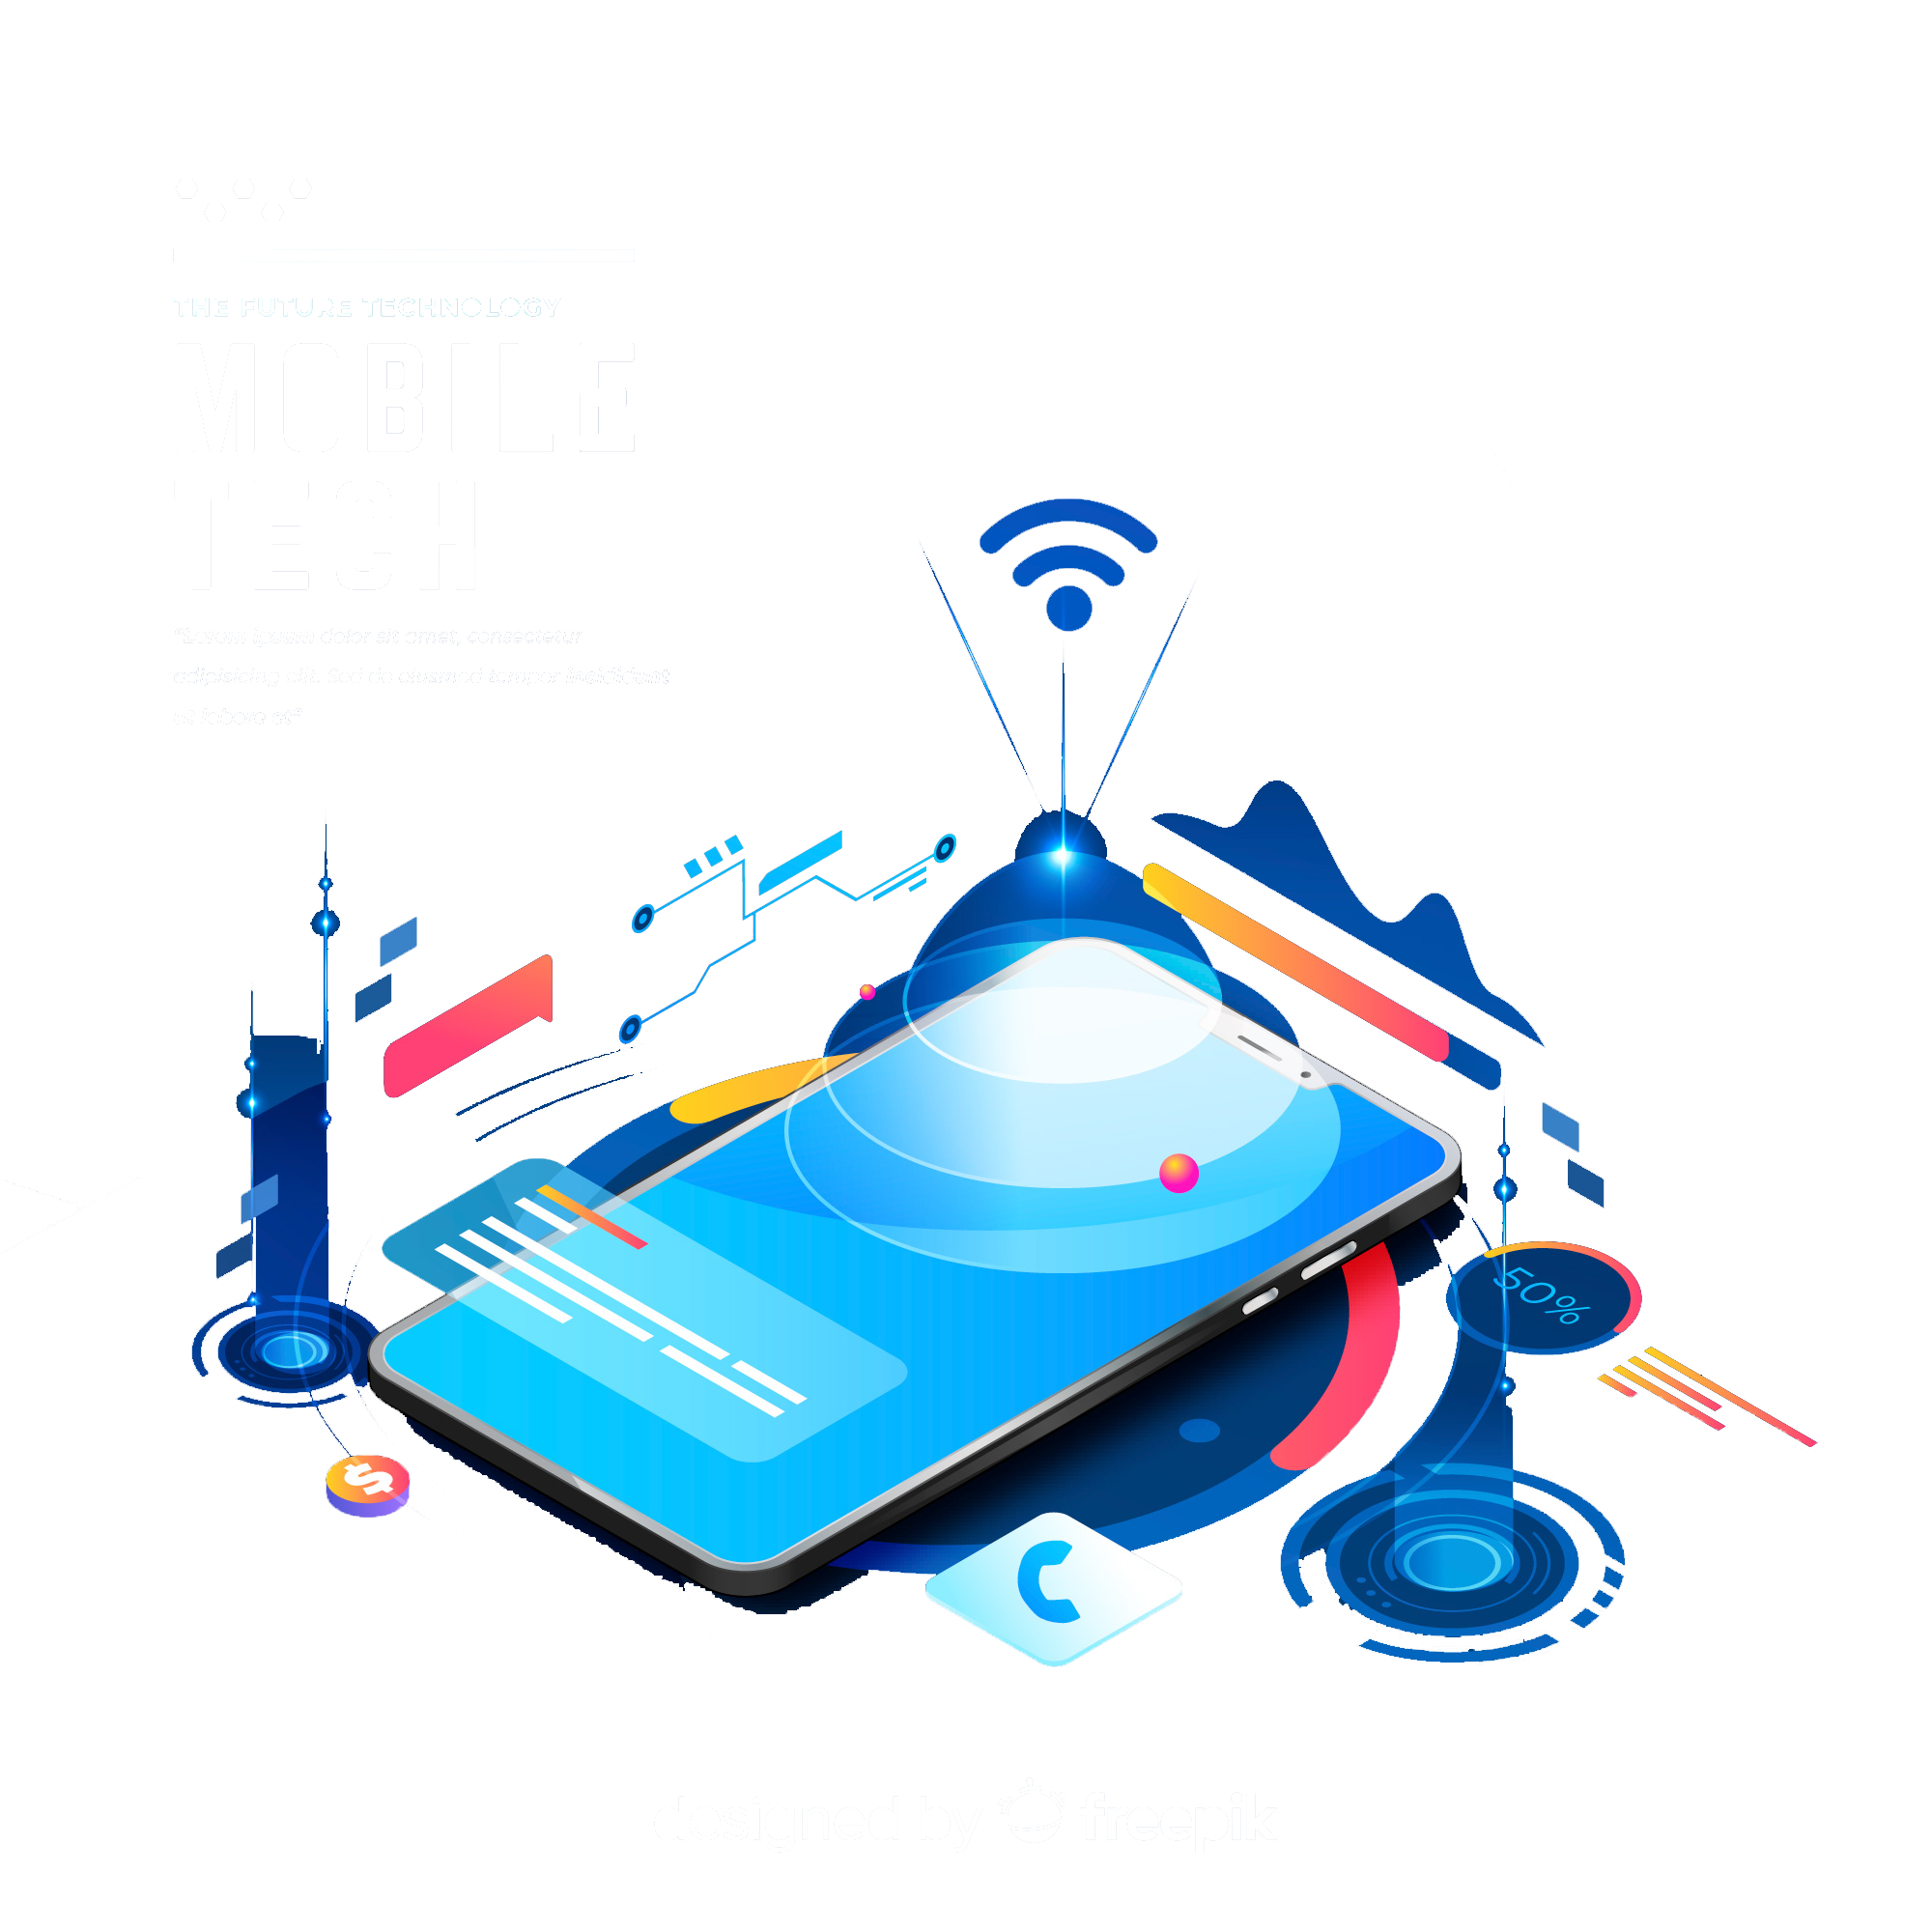 THE FUTURE TECHNOLOGY
MOBILE
TECH
"Lorem ipsum dolor sit amet, consectetur
adipisicing elit. Sed do eiusmod tempor incididunt
ut labore et"
50%
$
designed by freepik